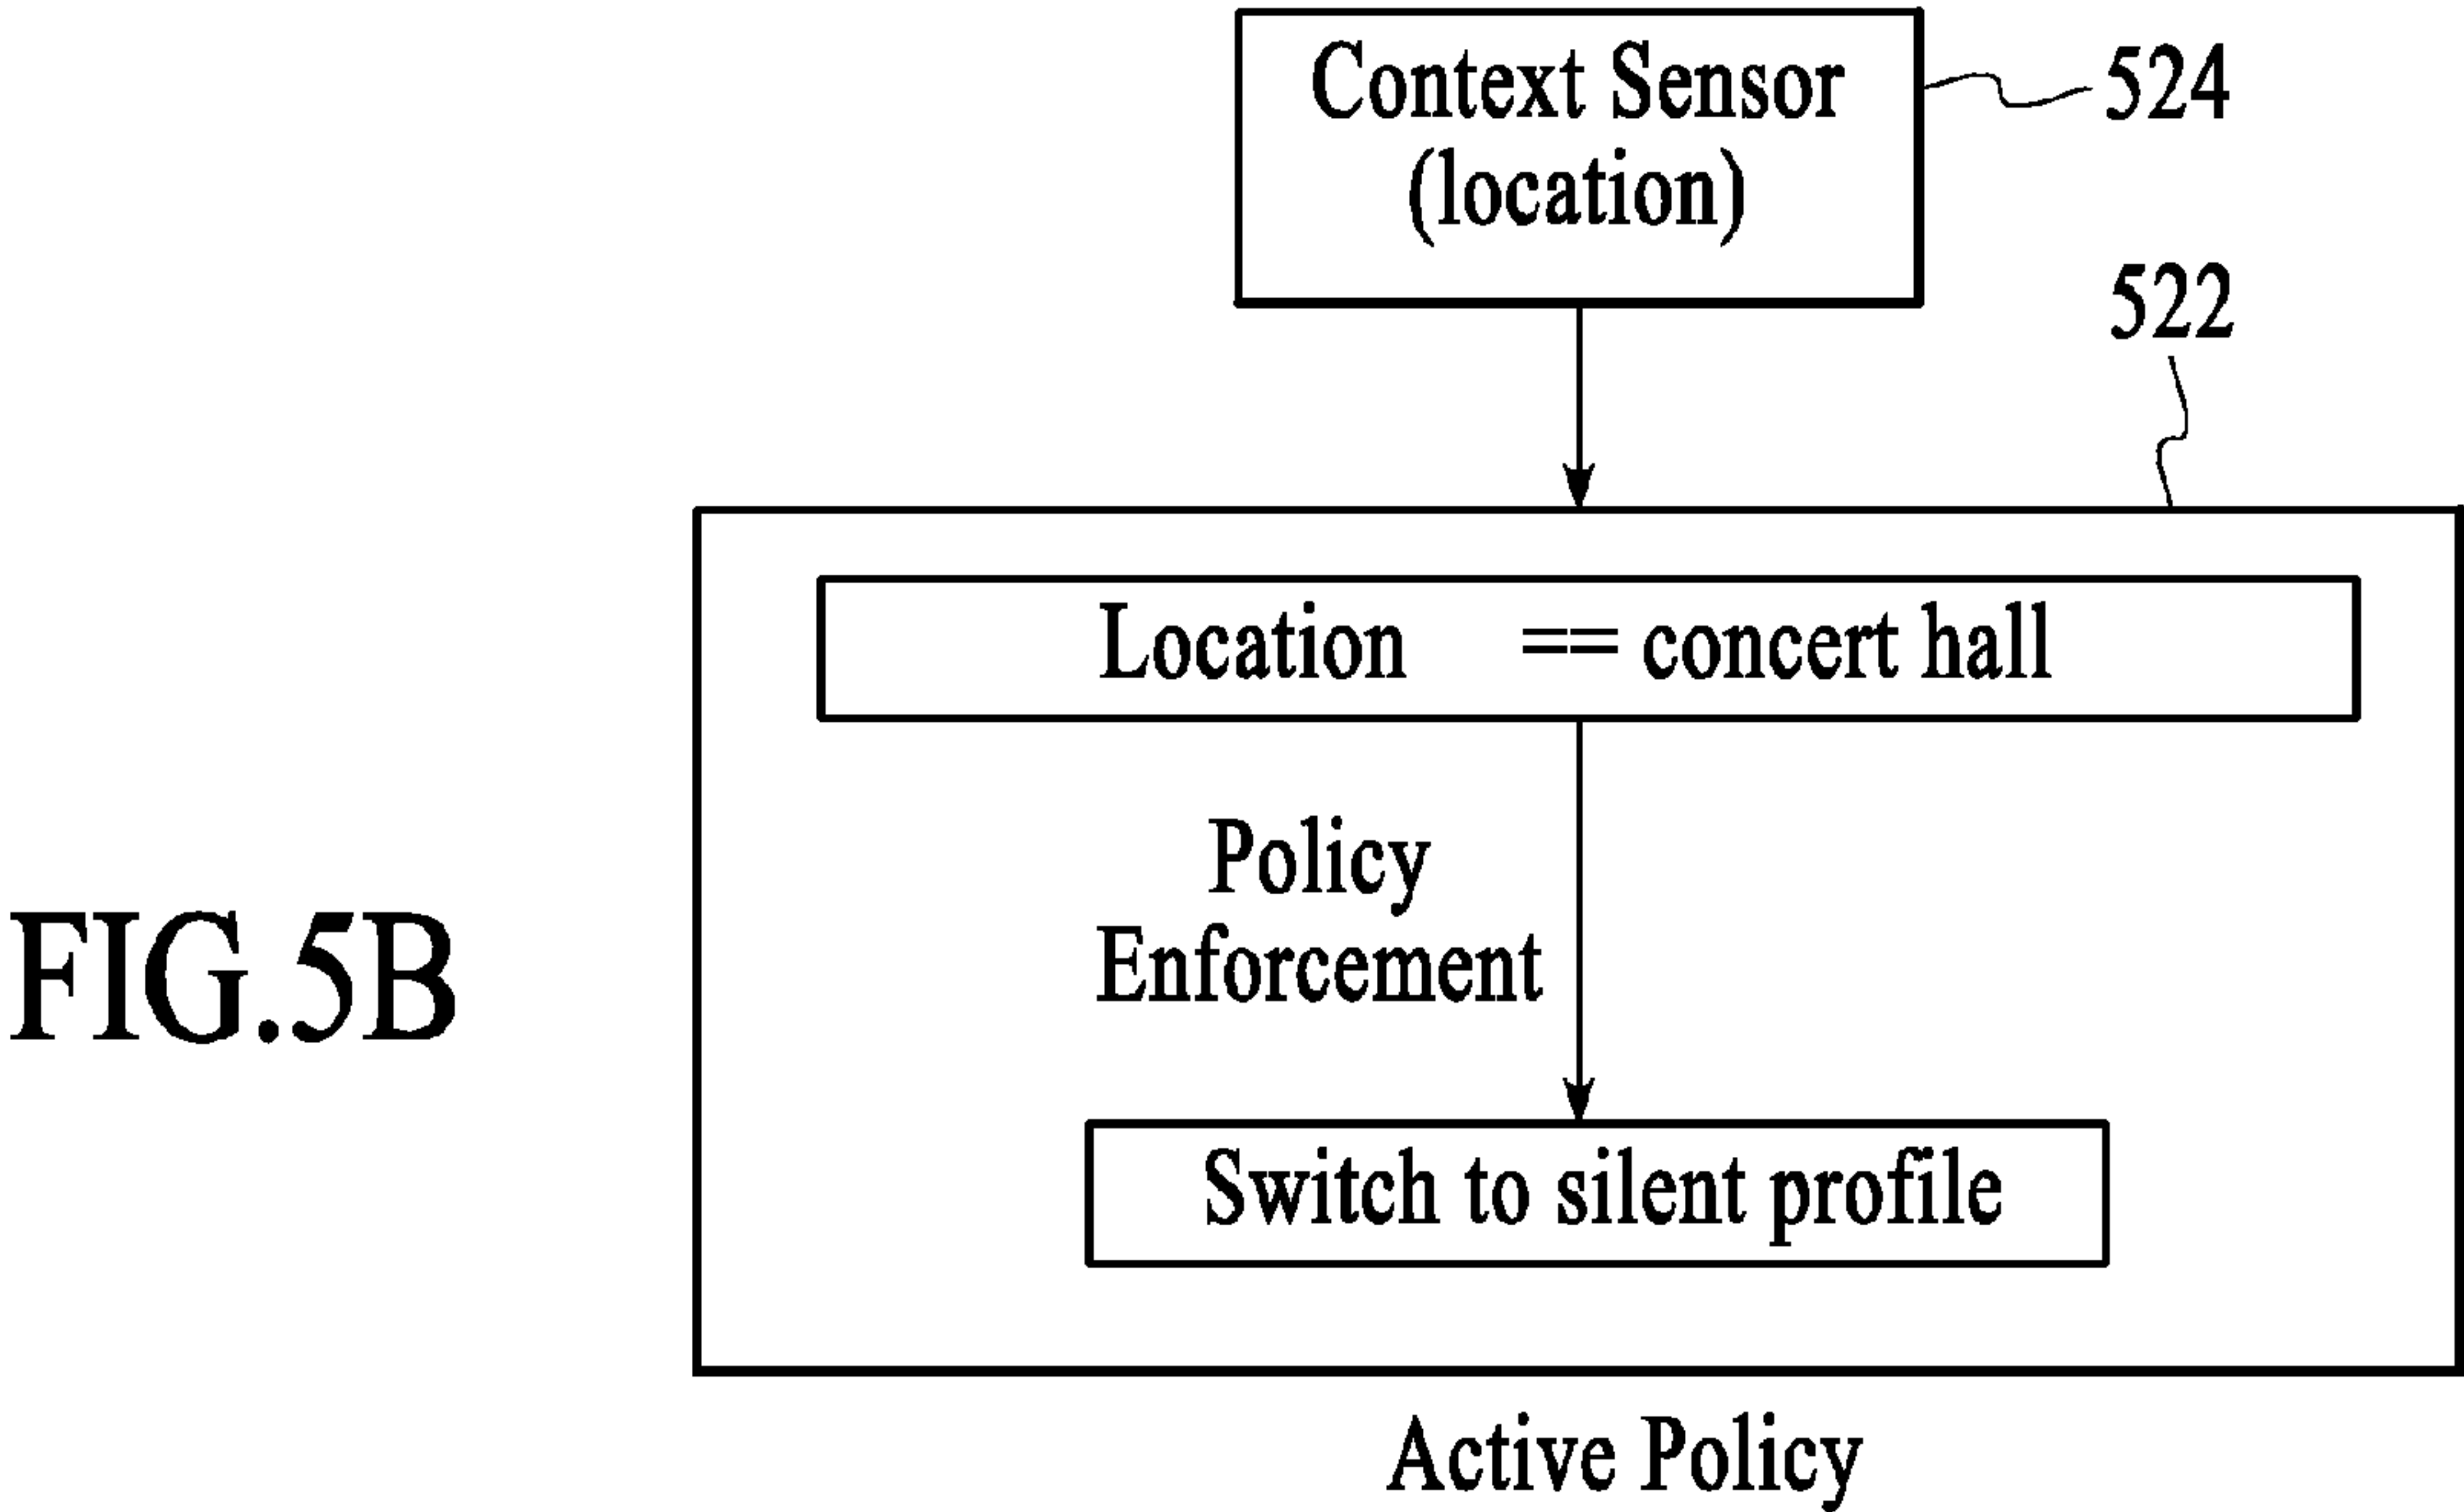 Context Sensor
(location)
524
522
Location == concert hall
Policy
Enforcement
FIG.5B
Switch to silent profile
Active Policy